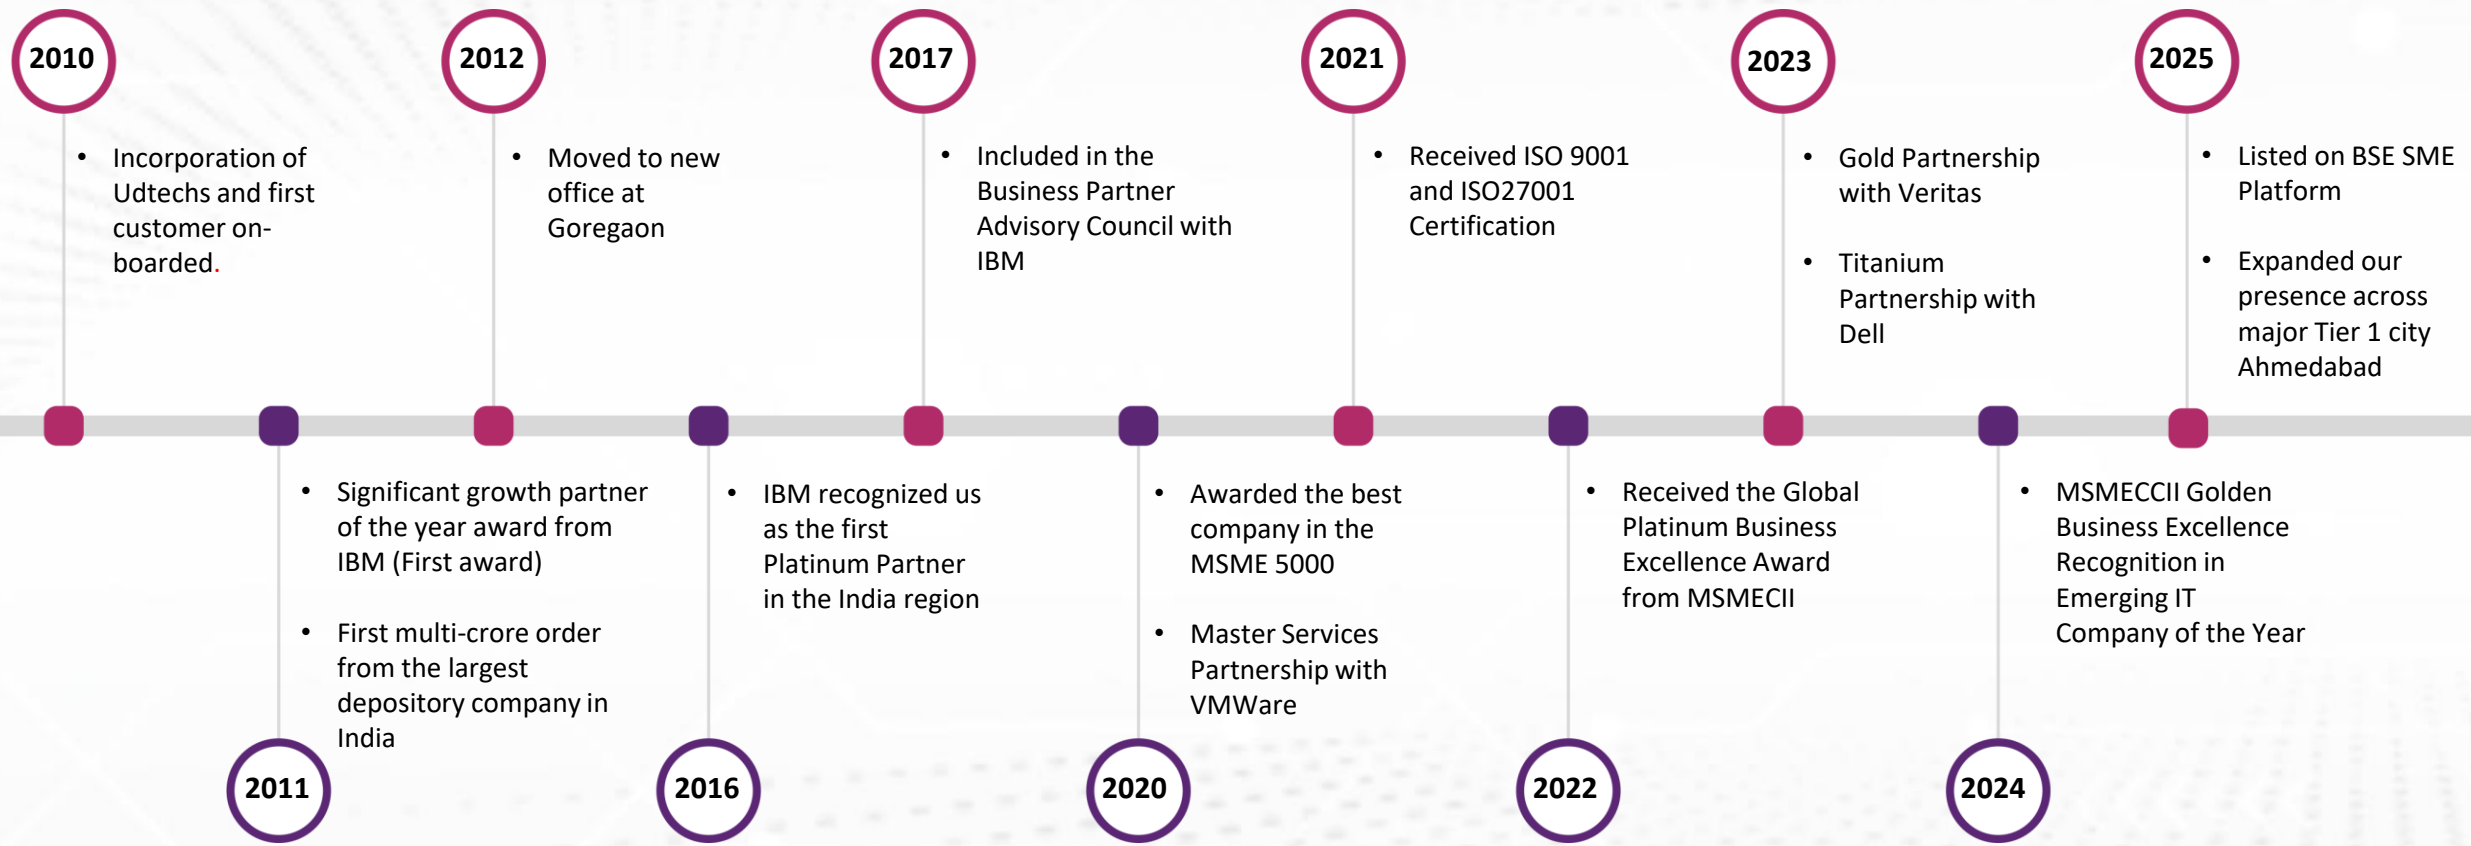 2010
• Incorporation of
Udtechs and first
customer on-
boarded.
2011
• Significant growth partner
of the year award from
IBM (First award)
• First multi-crore order
from the largest
depository company in
India
2012
• Moved to new
office at
Goregaon
2016
• IBM recognized us
as the first
Platinum Partner
in the India region
2017
• Included in the
Business Partner
Advisory Council with
IBM
2020
• Awarded the best
company in the
MSME 5000
• Master Services
Partnership with
VMWare
2021
• Received ISO 9001
and ISO27001
Certification
2022
• Received the Global
Platinum Business
Excellence Award
from MSMECII
2023
• Gold Partnership
with Veritas
• Titanium
Partnership with
Dell
2024
• MSMECCII Golden
Business Excellence
Recognition in
Emerging IT
Company of the Year
2025
• Listed on BSE SME
Platform
• Expanded our
presence across
major Tier 1 city
Ahmedabad